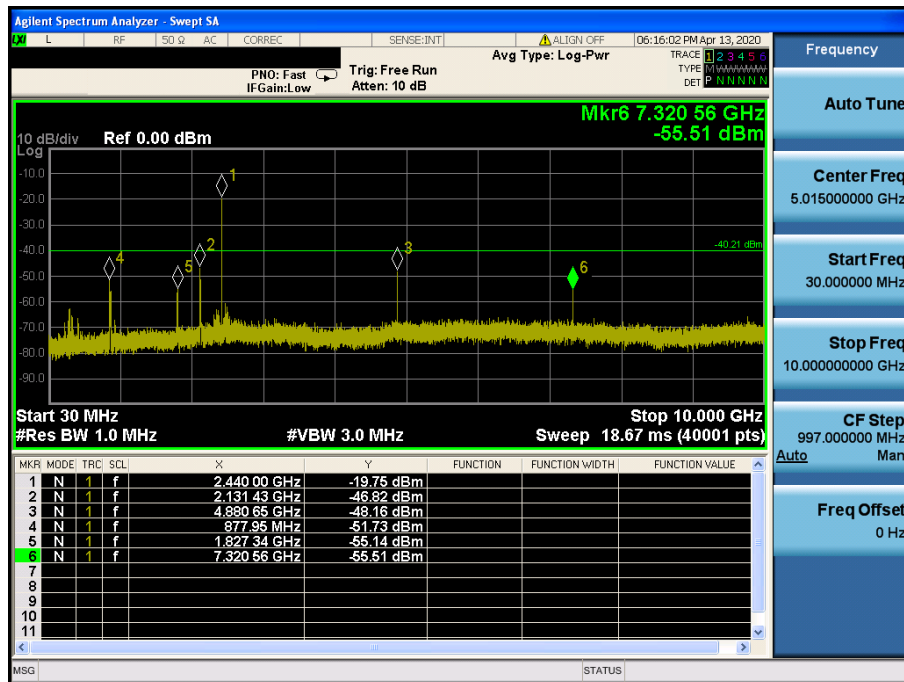 Agilent Spectrum Analyzer - Swept SA
LXI L RF 50 Ω AC CORREC SENSE:INT ALIGN OFF 06:16:02 PM Apr 13, 2020
Avg Type: Log-Pwr
TRACE 1 2 3 4 5 6
TYPE M
DET P N N N N N
PNO: Fast
IFGain:Low
Trig: Free Run
Atten: 10 dB
Frequency
Auto Tune
Center Freq
5.015000000 GHz
Start Freq
30.000000 MHz
Stop Freq
10.000000000 GHz
CF Step
997.000000 MHz
Auto Man
Freq Offset
0 Hz
Mkr6 7.320 56 GHz
-55.51 dBm
10 dB/div Ref 0.00 dBm
Log
-10.0
-20.0
-30.0
-40.0
-50.0
-60.0
-70.0
-80.0
-90.0
-40.21 dBm
1
2
3
4
5
6
Start 30 MHz Stop 10.000 GHz
#Res BW 1.0 MHz #VBW 3.0 MHz Sweep 18.67 ms (40001 pts)
MKR MODE TRC SCL X Y FUNCTION FUNCTION WIDTH FUNCTION VALUE
1 N 1 f 2.440 00 GHz -19.75 dBm
2 N 1 f 2.131 43 GHz -46.82 dBm
3 N 1 f 4.880 65 GHz -48.16 dBm
4 N 1 f 877.95 MHz -51.73 dBm
5 N 1 f 1.827 34 GHz -55.14 dBm
6 N 1 f 7.320 56 GHz -55.51 dBm
7
8
9
10
11
MSG STATUS